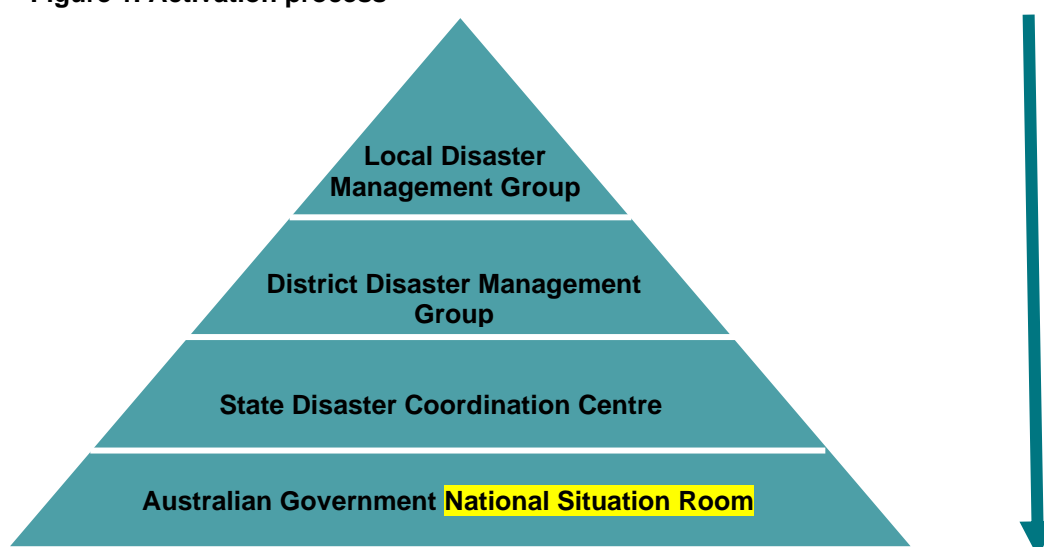 Figure 1: Activation process
Local Disaster
Management Group
District Disaster Management
Group
State Disaster Coordination Centre
Australian Government National Situation Room